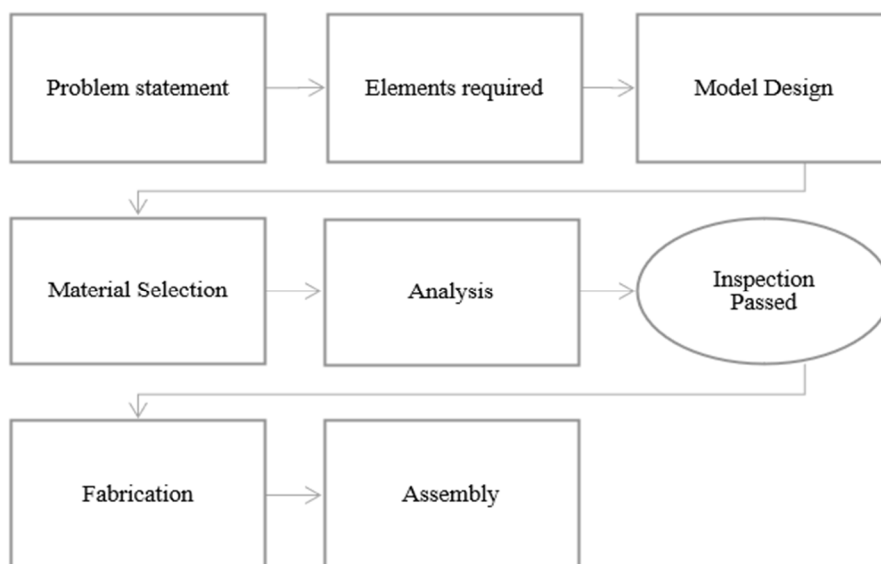 Problem statement
Elements required
Model Design
Material Selection
Analysis
Inspection
Passed
Fabrication
Assembly